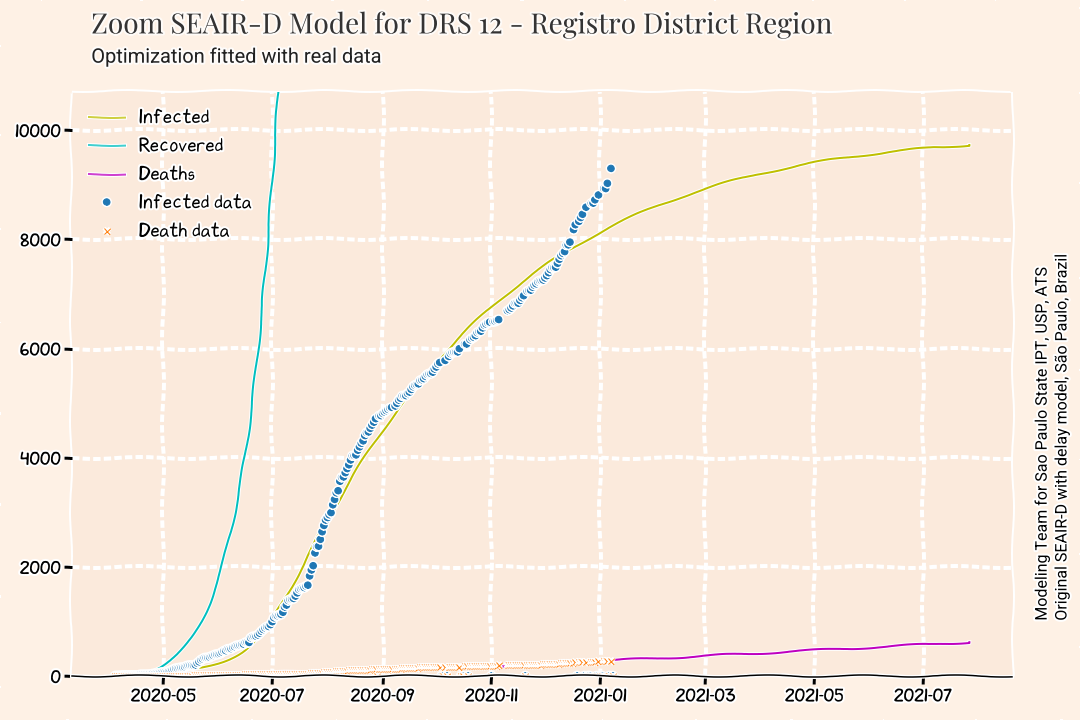 Zoom SEAIR-D Model for DRS 12 - Registro District Region
Optimization fitted with real data
Infected
Recovered
Deaths
Infected data
Death data
10000
8000
6000
4000
2000
0
2020-05
2020-07
2020-09
2020-11
2021-01
2021-03
2021-05
2021-07
Modeling Team for Sao Paulo State IPT, USP, ATS
Original SEAIR-D with delay model, São Paulo, Brazil